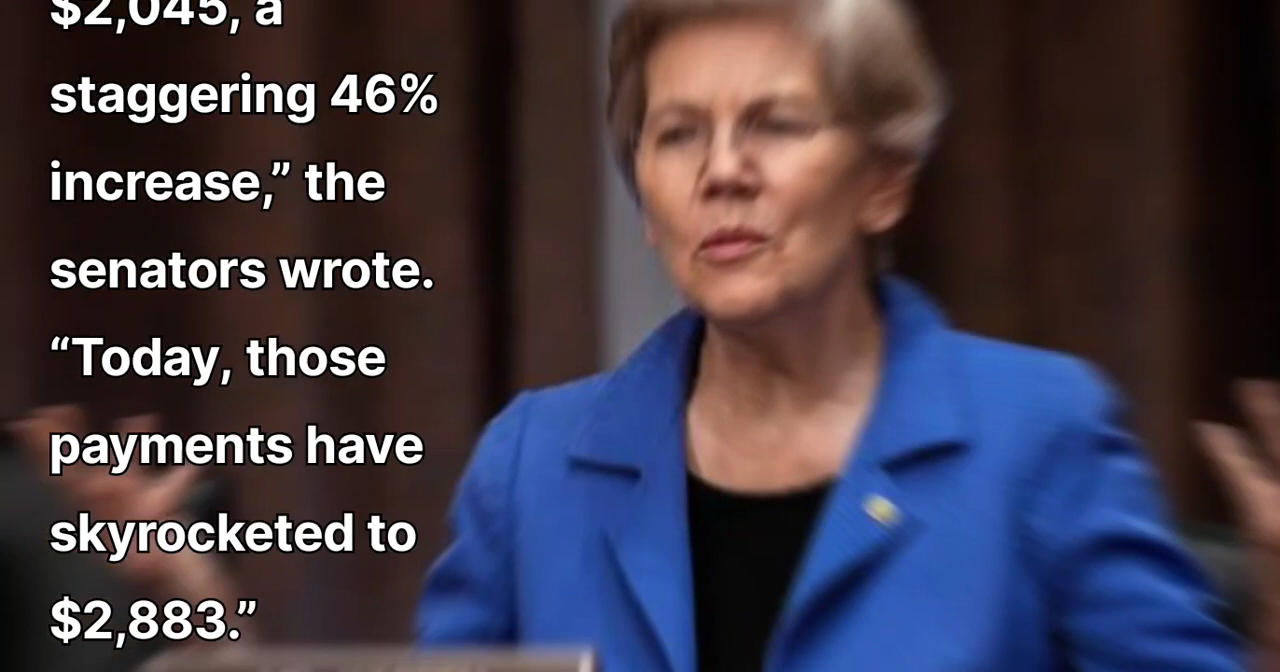 $2,045, a
staggering 46%
increase,” the
senators wrote.
“Today, those
payments have
skyrocketed to
$2,883.”